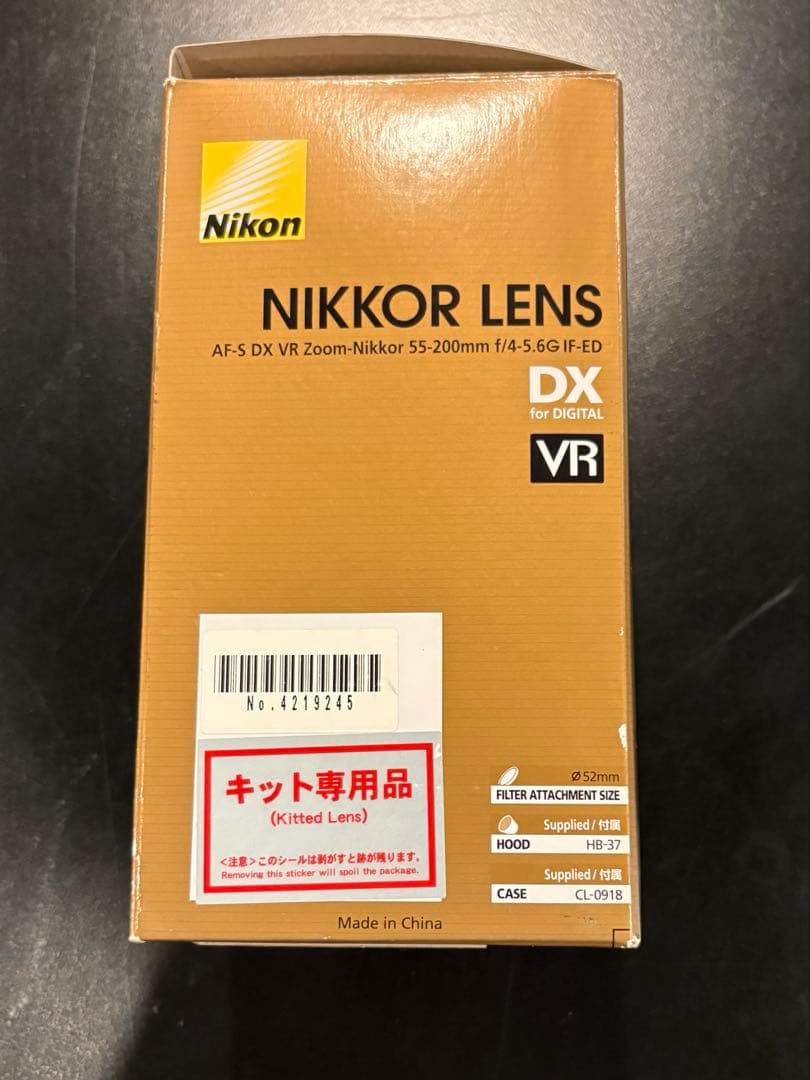 Nikon
NIKKOR LENS
AF-S DX VR Zoom-Nikkor 55-200mm f/4-5.6G IF-ED
DX
for DIGITAL
VR
No.4219245
キット専用品
(Kitted Lens)
<注意>このシールは剥がすと跡が残ります。
Removing this sticker will spoil the package.
ø52mm
FILTER ATTACHMENT SIZE
Supplied/付属
HOOD HB-37
Supplied/付属
CASE CL-0918
Made in China